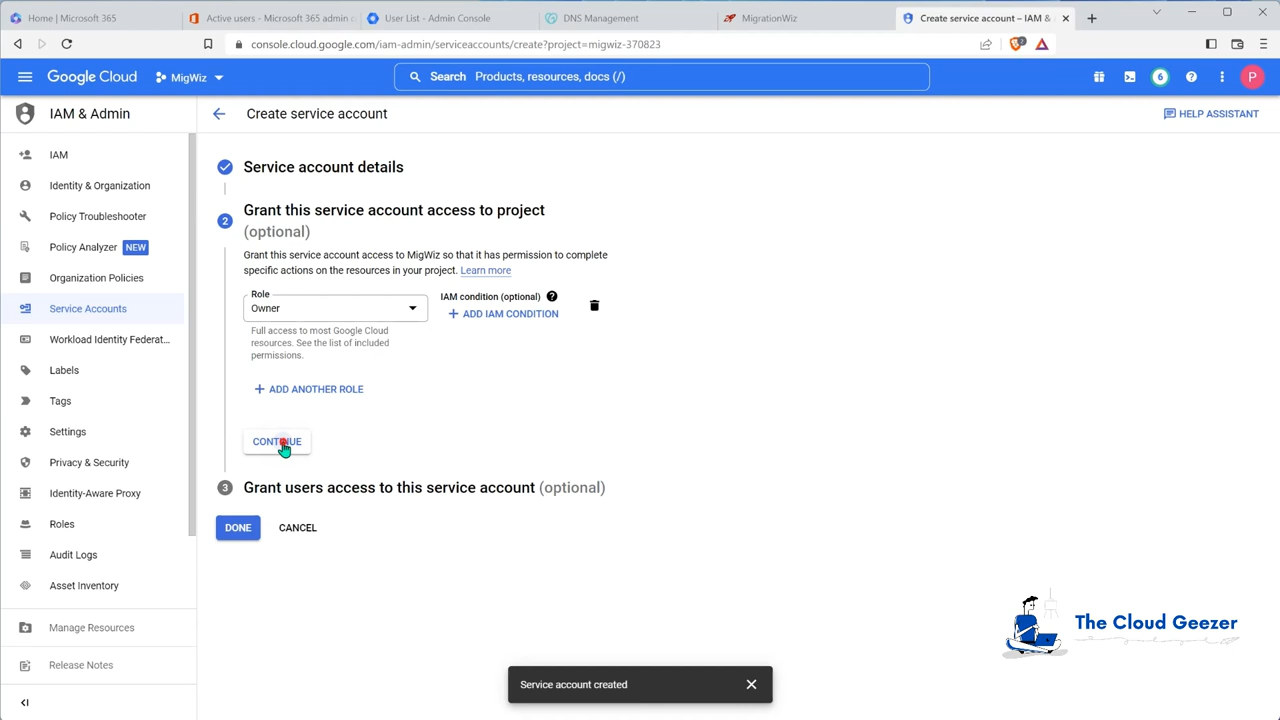 Home | Microsoft 365
Active users - Microsoft 365 admin c
User List - Admin Console
DNS Management
MigrationWiz
Create service account – IAM &
console.cloud.google.com/iam-admin/serviceaccounts/create?project=migwiz-370823
2
Google Cloud
MigWiz
Search Products, resources, docs (/)
6
P
IAM & Admin
Create service account
HELP ASSISTANT
IAM
Identity & Organization
Policy Troubleshooter
Policy Analyzer NEW
Organization Policies
Service Accounts
Workload Identity Federat...
Labels
Tags
Settings
Privacy & Security
Identity-Aware Proxy
Roles
Audit Logs
Asset Inventory
Manage Resources
Release Notes
Service account details
2
Grant this service account access to project
(optional)
Grant this service account access to MigWiz so that it has permission to complete
specific actions on the resources in your project. Learn more
Role
Owner
IAM condition (optional)
+ ADD IAM CONDITION
Full access to most Google Cloud
resources. See the list of included
permissions.
+ ADD ANOTHER ROLE
CONTINUE
3
Grant users access to this service account (optional)
DONE
CANCEL
The Cloud Geezer
Service account created